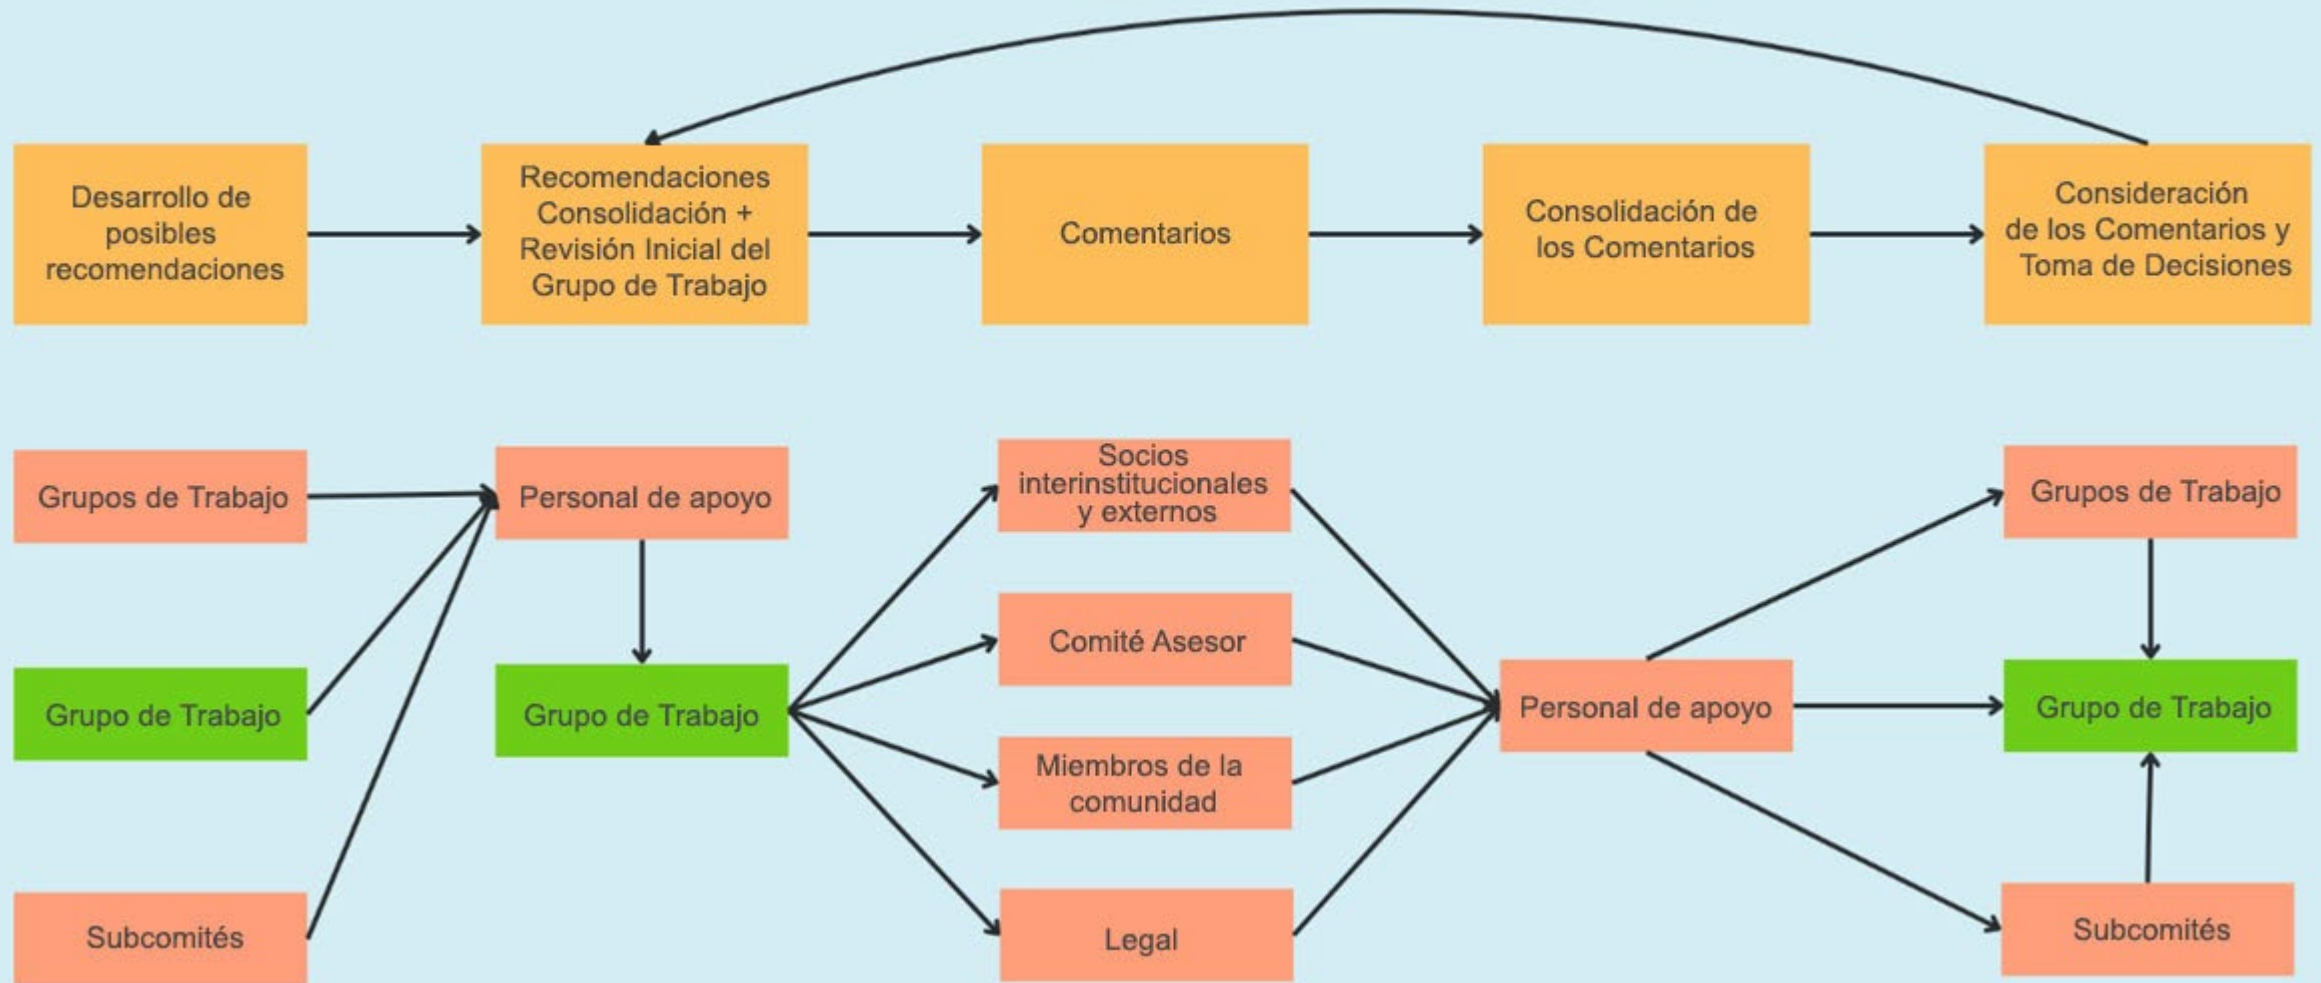 Desarrollo de
posibles
recomendaciones
Recomendaciones
Consolidación +
Revisión Inicial del
Grupo de Trabajo
Comentarios
Consolidación de
los Comentarios
Consideración
de los Comentarios y
Toma de Decisiones
Grupos de Trabajo
Grupo de Trabajo
Subcomités
Personal de apoyo
Grupo de Trabajo
Socios
interinstitucionales
y externos
Comité Asesor
Miembros de la
comunidad
Legal
Personal de apoyo
Grupos de Trabajo
Grupo de Trabajo
Subcomités